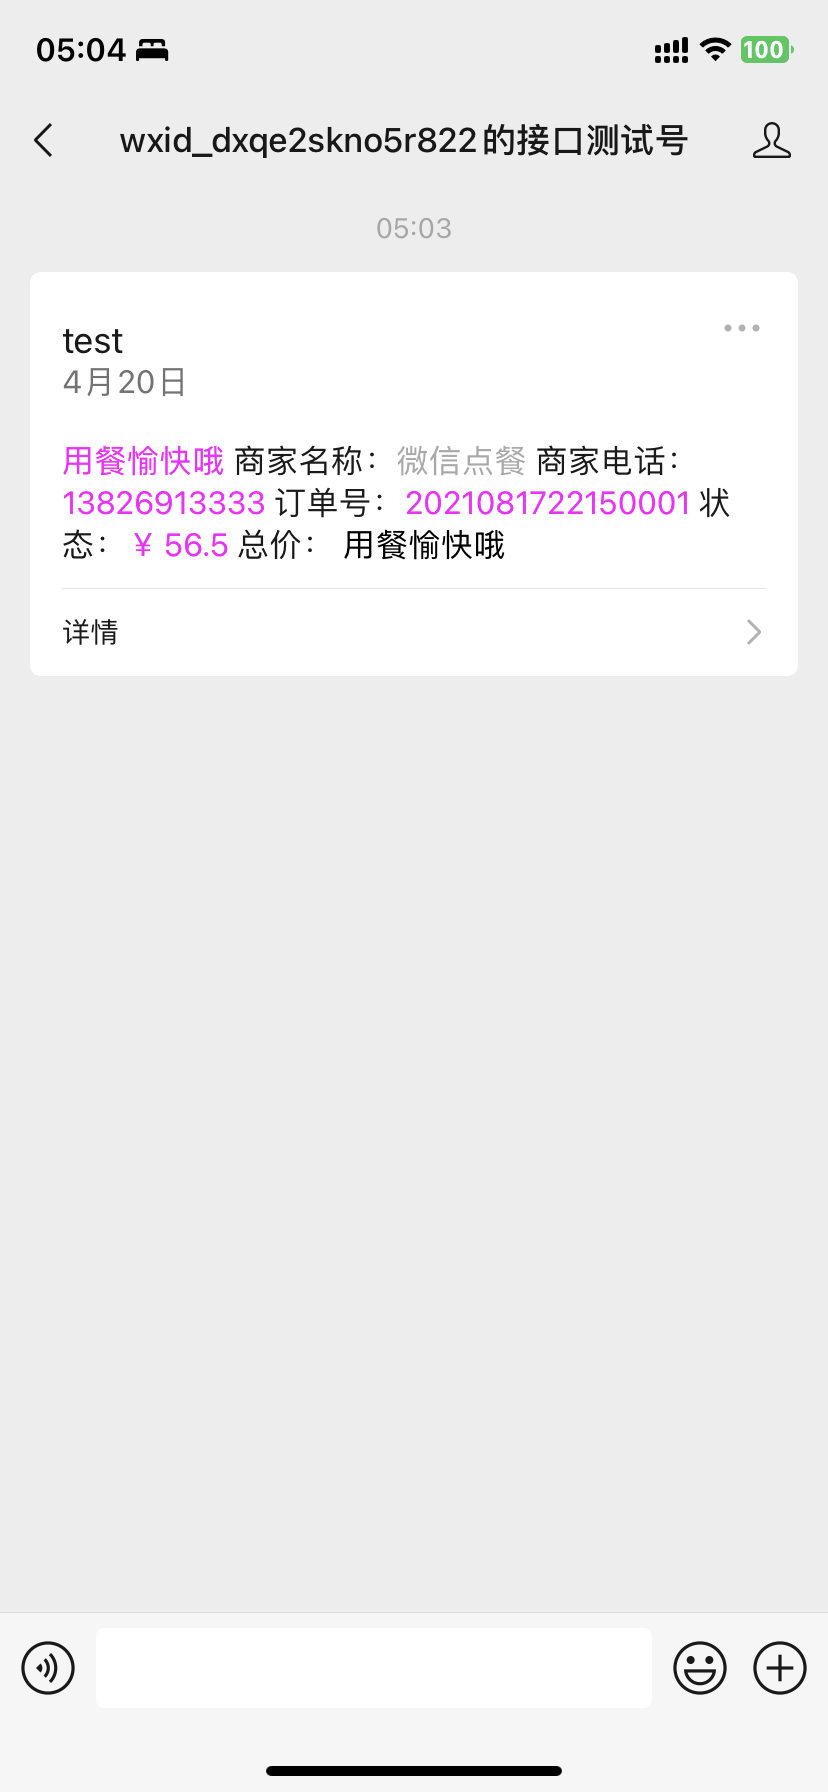 05:04
100
wxid_dxqe2skno5r822的接口测试号
05:03
test
4月20日
用餐愉快哦 商家名称： 微信点餐 商家电话：
13826913333 订单号： 2021081722150001 状
态： ¥ 56.5 总价： 用餐愉快哦
详情